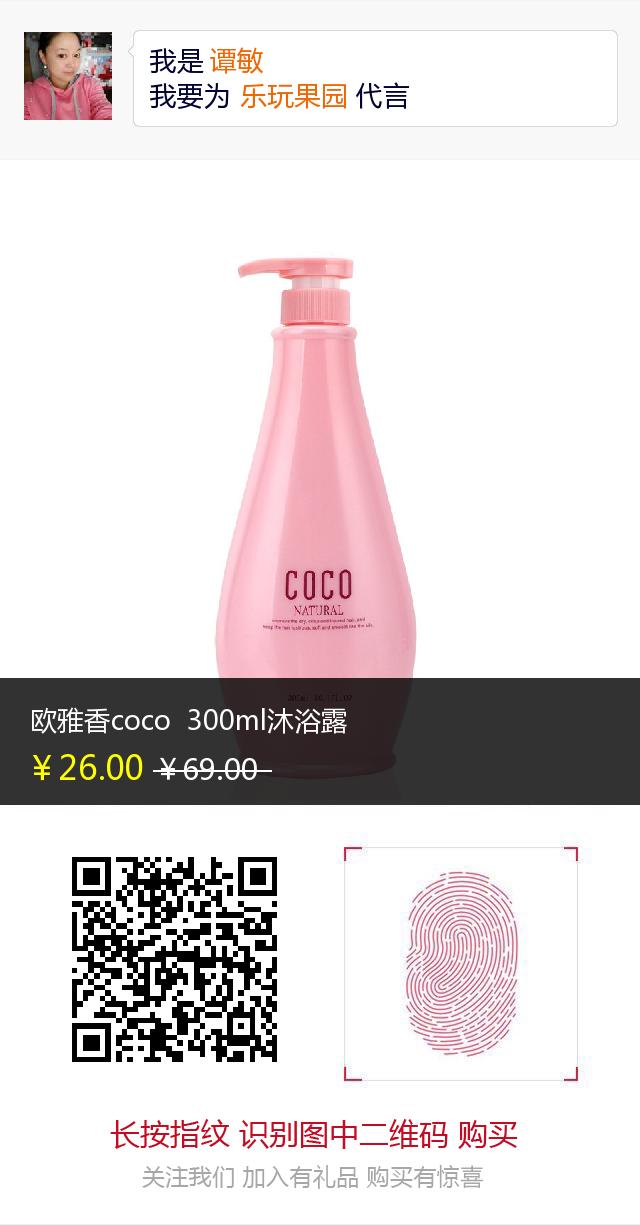 我是 谭敏
我要为 乐玩果园 代言
COCO
NATURAL
欧雅香coco 300ml沐浴露
￥26.00 ￥69.00
长按指纹 识别图中二维码 购买
关注我们 加入有礼品 购买有惊喜